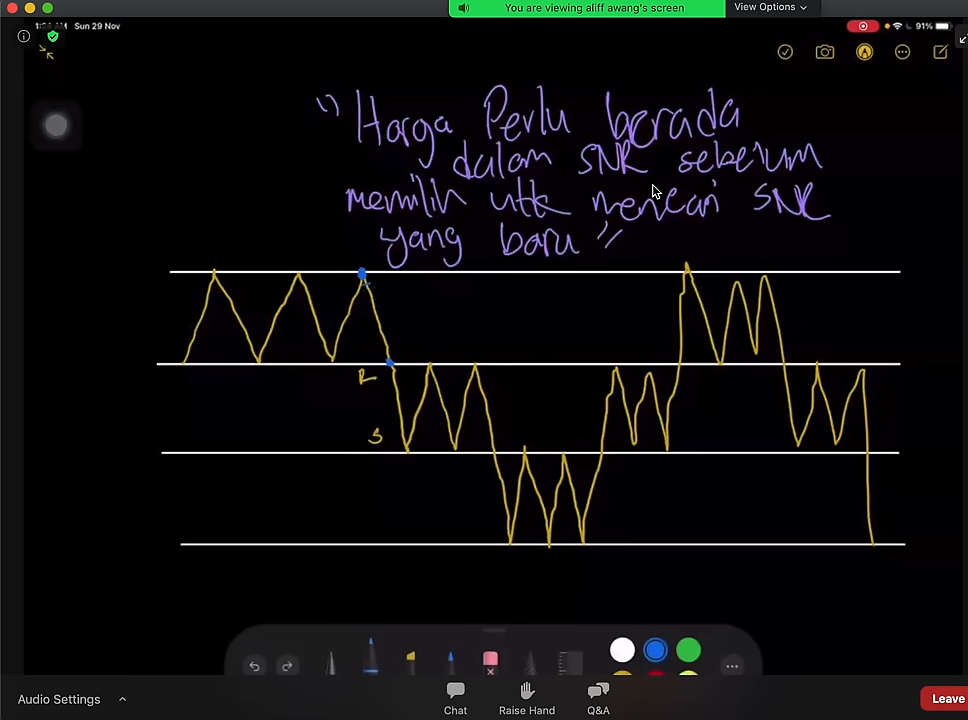 You are viewing aliff awang's screen
View Options
Sun 29 Nov
91%
"Harga Perlu berada
dalam SNR sebelum
memilih utk mencari SNR
yang baru"
R
S
Audio Settings
Chat
Raise Hand
Q&A
Leave